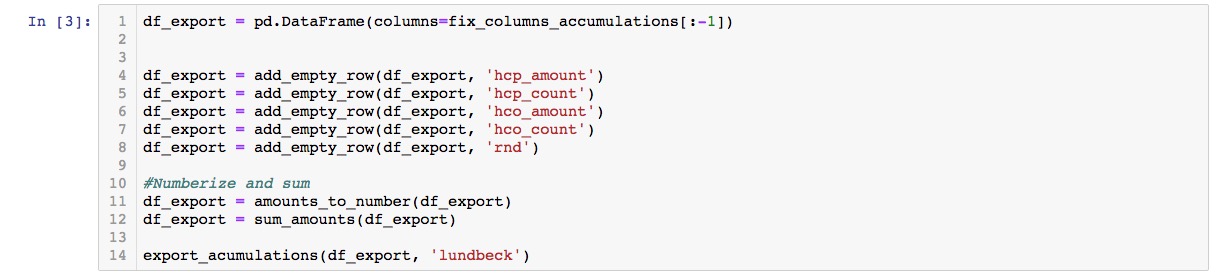 In [3]:
1 df_export = pd.DataFrame(columns=fix_columns_accumulations[:-1])
2
3
4 df_export = add_empty_row(df_export, 'hcp_amount')
5 df_export = add_empty_row(df_export, 'hcp_count')
6 df_export = add_empty_row(df_export, 'hco_amount')
7 df_export = add_empty_row(df_export, 'hco_count')
8 df_export = add_empty_row(df_export, 'rnd')
9
10 #Numberize and sum
11 df_export = amounts_to_number(df_export)
12 df_export = sum_amounts(df_export)
13
14 export_acumulations(df_export, 'lundbeck')